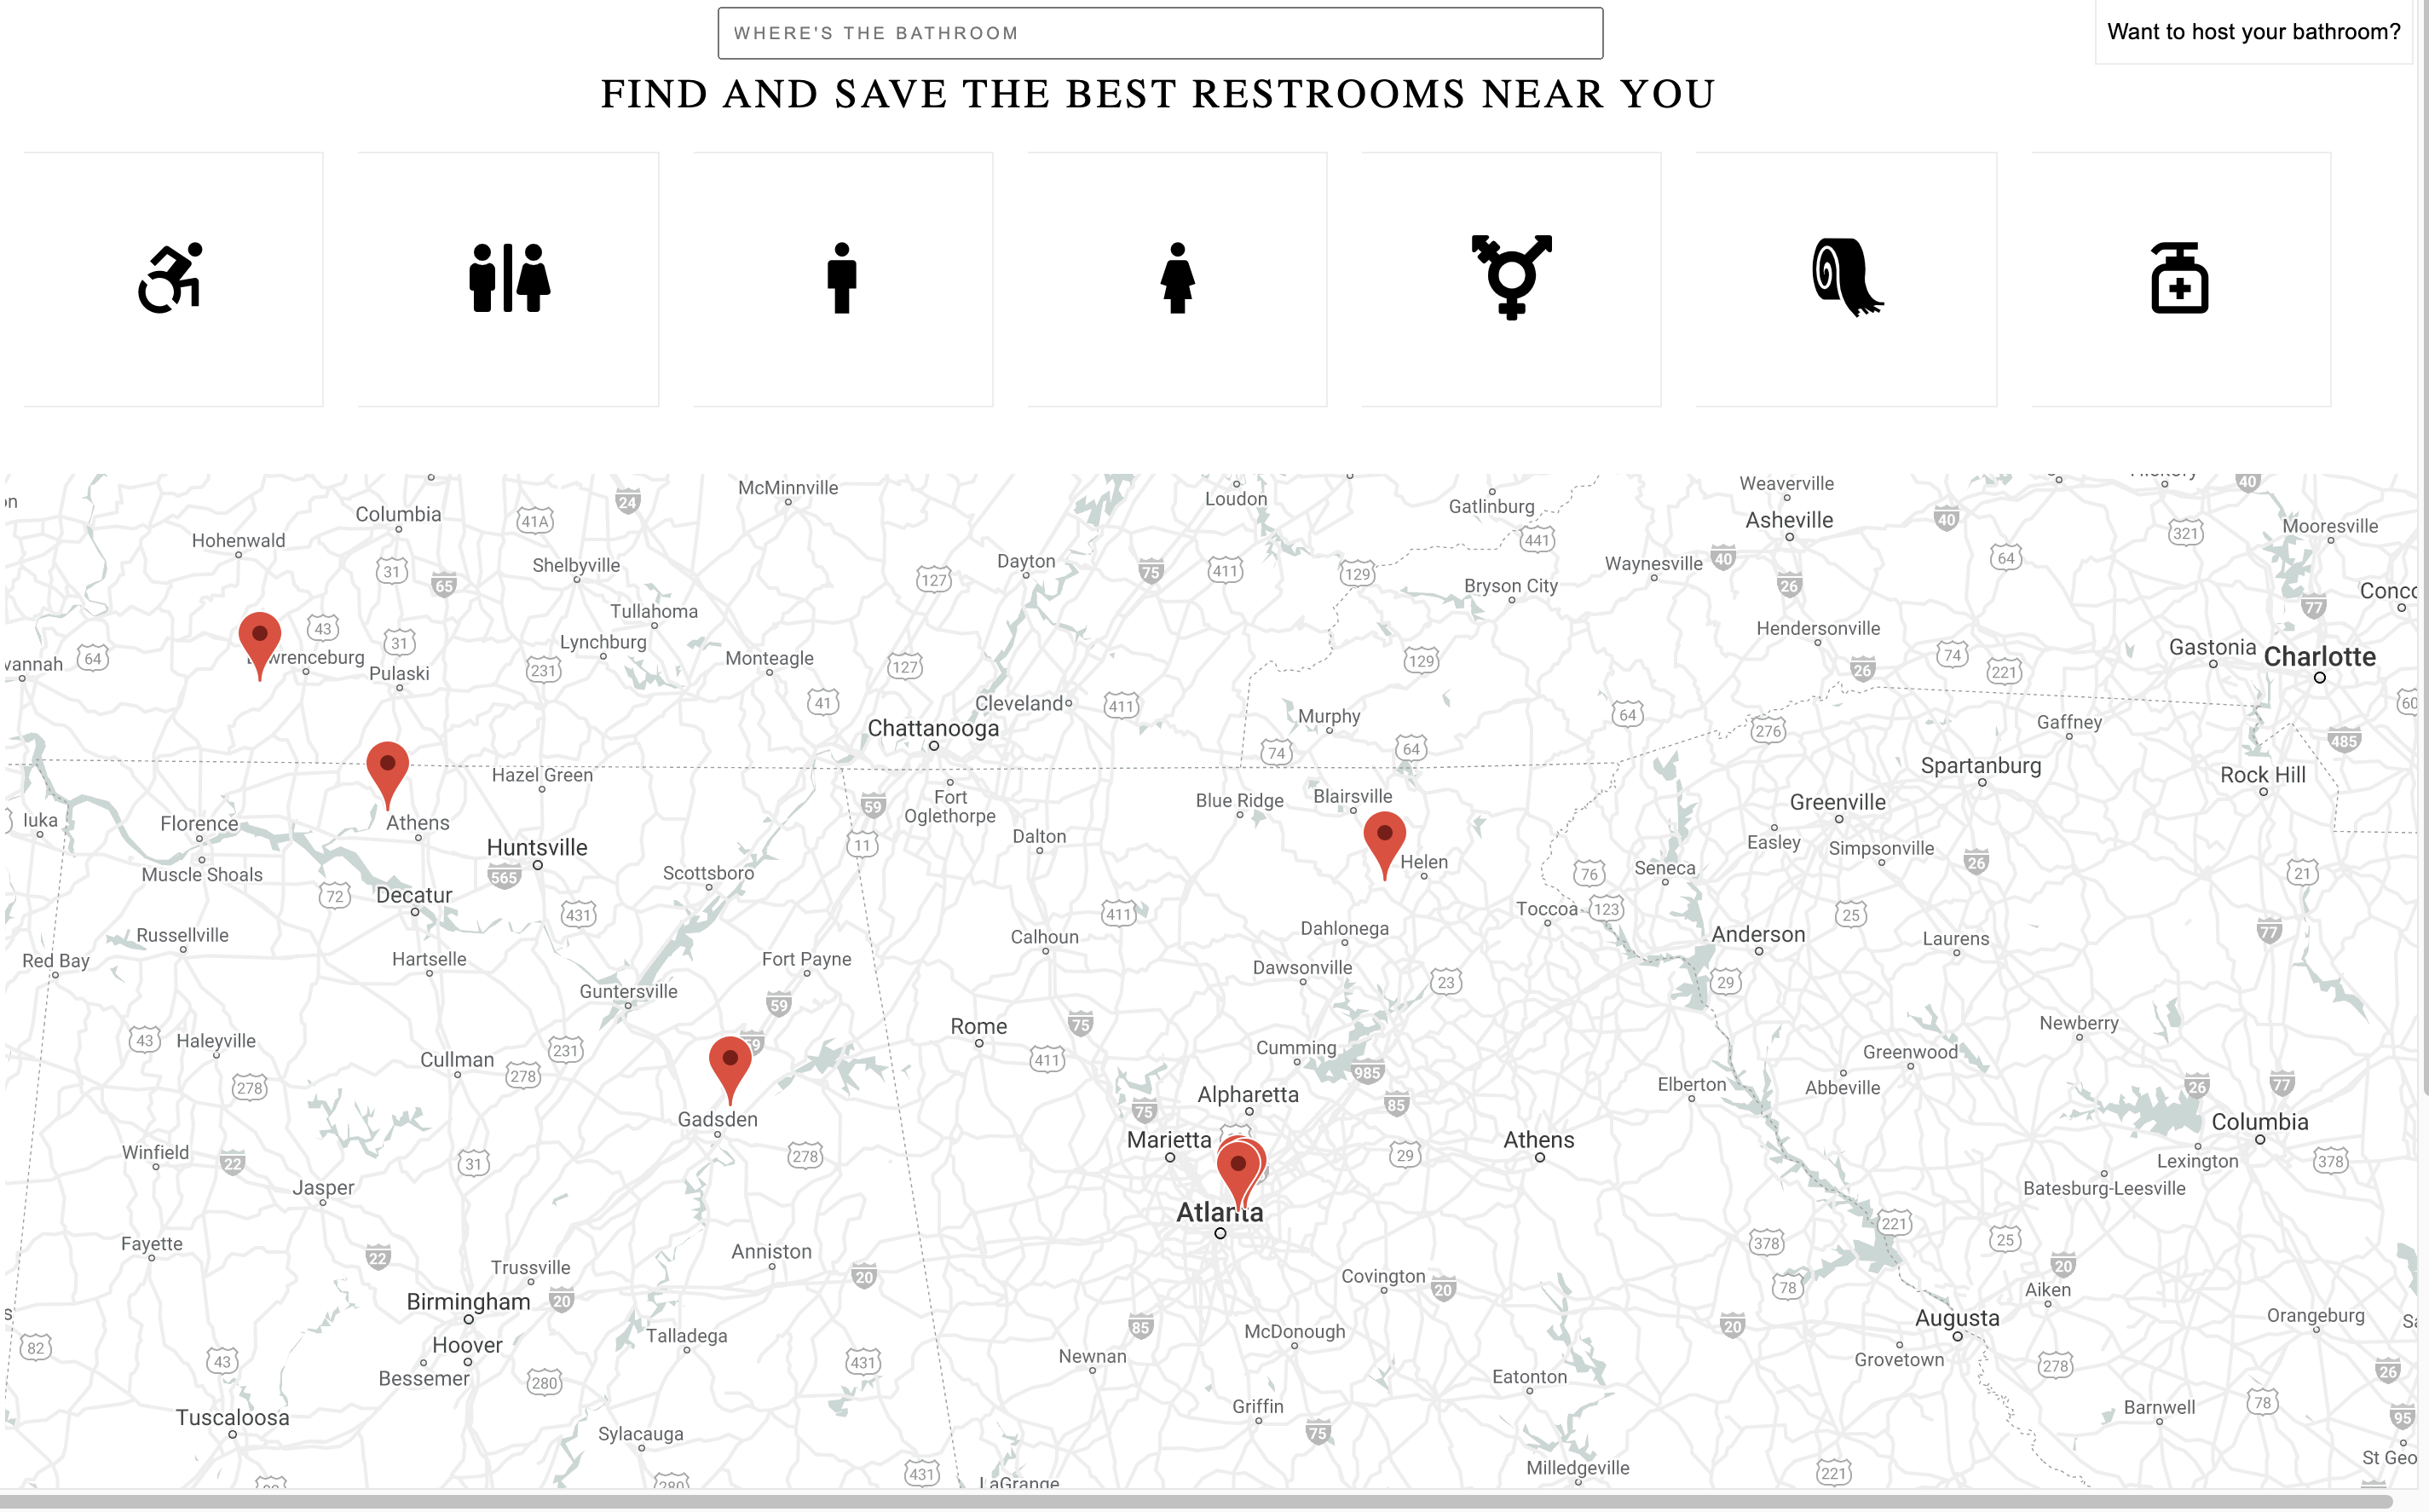 WHERE'S THE BATHROOM
Want to host your bathroom?
FIND AND SAVE THE BEST RESTROOMS NEAR YOU
McMinnville
24
Loudon
Weaverville
40
Columbia
41A
Gatlinburg
Asheville
40
Mooresville
321
Hohenwald
441
Shelbyville
Dayton
Waynesville
40
64
31
65
127
75
411
129
Bryson City
26
77
Tullahoma
43
31
Lynchburg
Hendersonville
64
Pulaski
231
Monteagle
127
129
26
74
221
Gastonia
Charlotte
41
Cleveland
411
Chattanooga
Murphy
64
276
Gaffney
74
64
485
Hazel Green
Spartanburg
Rock Hill
Iuka
Florence
Athens
59
Fort
Oglethorpe
Blue Ridge
Blairsville
Greenville
Huntsville
11
Dalton
Easley
Simpsonville
Muscle Shoals
565
Scottsboro
Helen
76
Seneca
26
21
72
Decatur
431
411
Toccoa
123
25
Russellville
Calhoun
Dahlonega
Anderson
Laurens
77
Red Bay
Hartselle
Fort Payne
Dawsonville
23
29
Guntersville
59
43
Haleyville
231
Rome
75
Newberry
Cullman
278
411
Cumming
985
Greenwood
278
Elberton
Abbeville
26
77
Gadsden
75
Alpharetta
85
Columbia
Winfield
22
31
278
Marietta
29
Athens
Lexington
378
Jasper
Batesburg-Leesville
Atlanta
221
Fayette
22
Anniston
378
25
Trussville
20
Covington
20
78
20
Aiken
Birmingham
20
Augusta
Orangeburg
82
Hoover
Talladega
85
McDonough
20
43
Bessemer
280
431
Newnan
Grovetown
278
26
Eatonton
Tuscaloosa
Griffin
78
Barnwell
95
Sylacauga
75
431
LaGrange
Milledgeville
221
St Geo